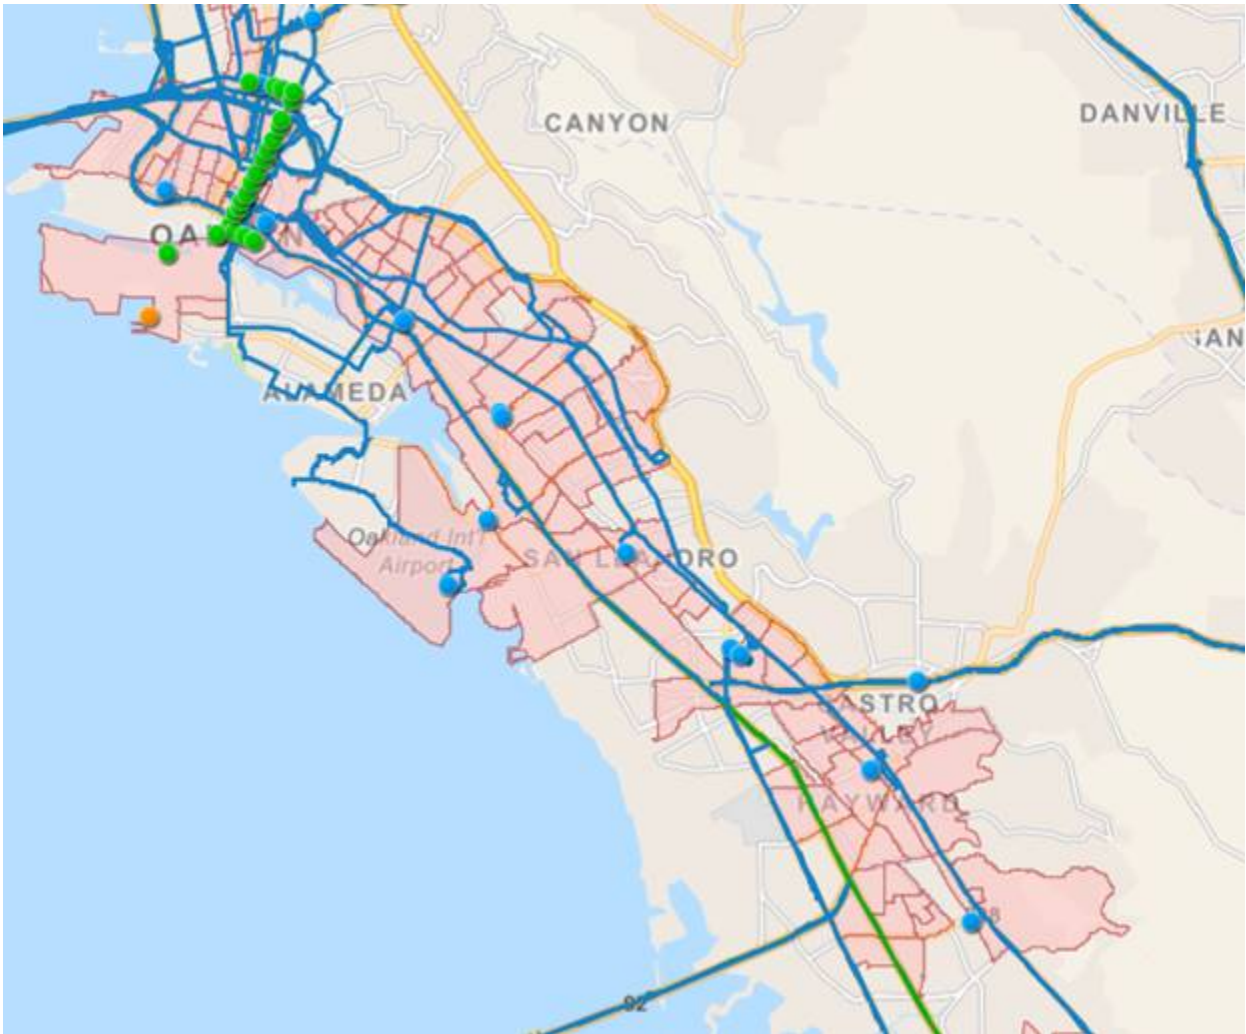 CANYON
DANVILLE
ALAMEDA
Oakland Int'l
Airport
SAN LEANDRO
CASTRO
VALLEY
HAYWARD
92